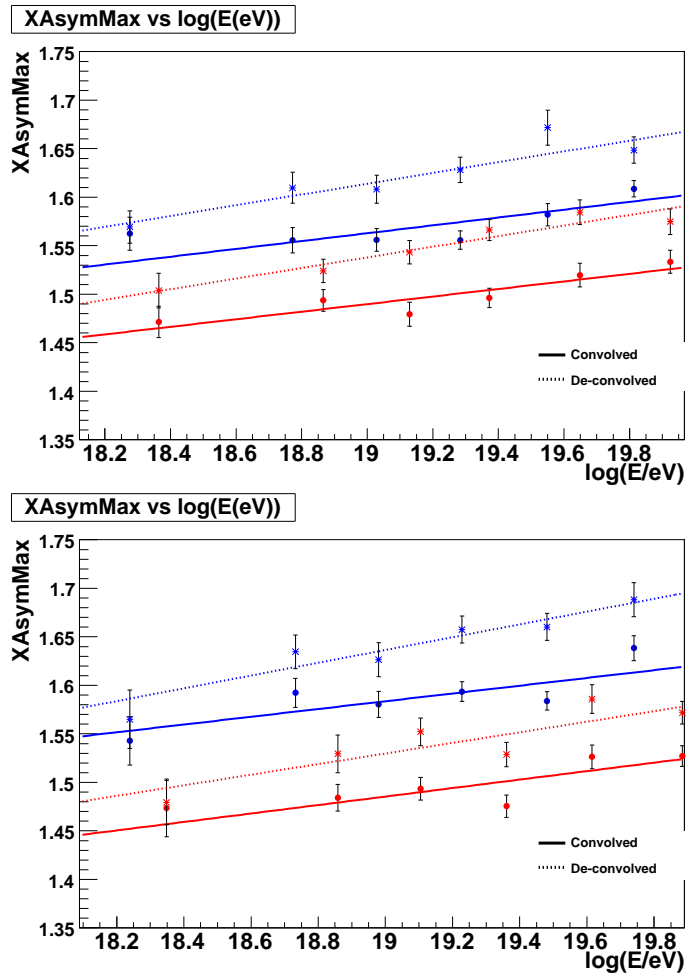 XAsymMax vs log(E(eV))
XAsymMax
1.75
1.7
1.65
1.6
1.55
1.5
1.45
1.4
1.35
Convolved
De-convolved
18.2 18.4 18.6 18.8 19 19.2 19.4 19.6 19.8
log(E/eV)
XAsymMax vs log(E(eV))
XAsymMax
1.75
1.7
1.65
1.6
1.55
1.5
1.45
1.4
1.35
Convolved
De-convolved
18.2 18.4 18.6 18.8 19 19.2 19.4 19.6 19.8
log(E/eV)